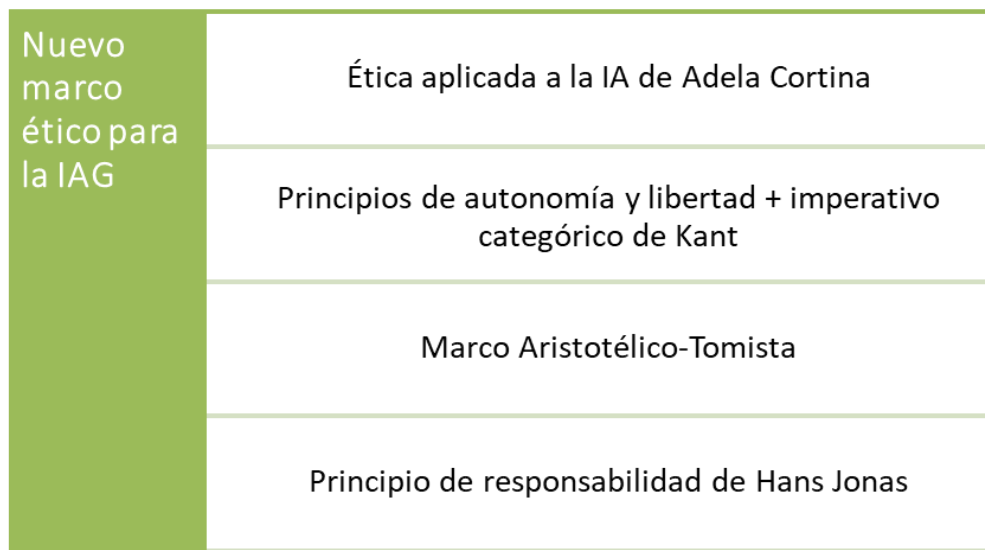 Nuevo
marco
ético para
la IAG
Ética aplicada a la IA de Adela Cortina
Principios de autonomía y libertad + imperativo
categórico de Kant
Marco Aristotélico-Tomista
Principio de responsabilidad de Hans Jonas